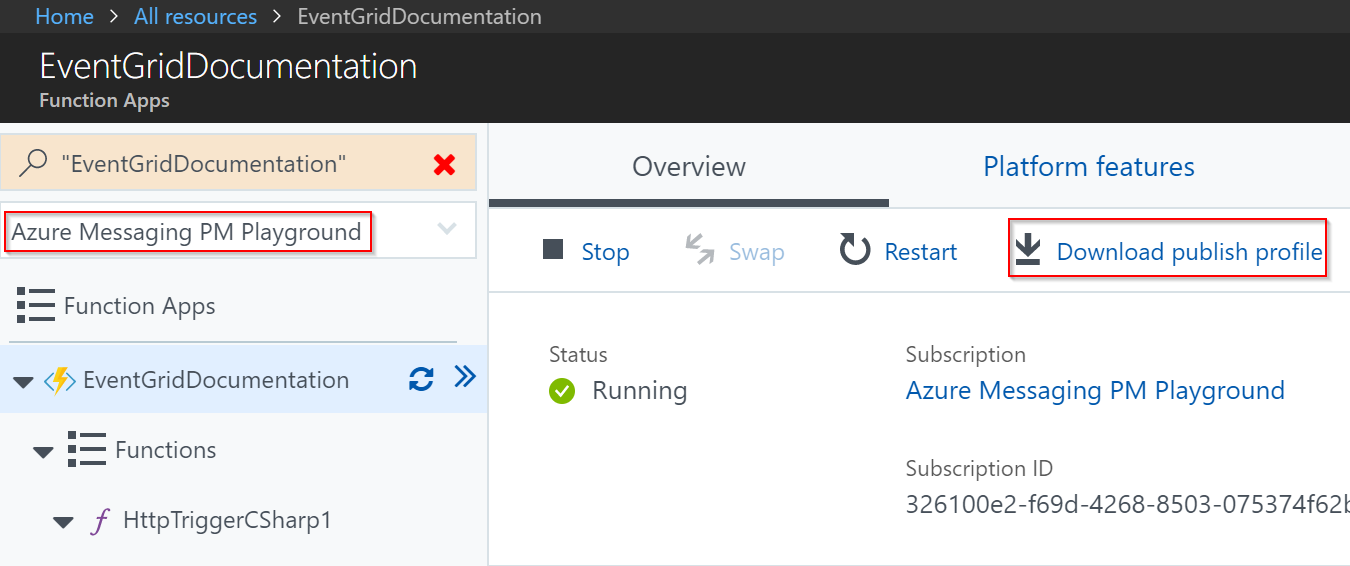 Home > All resources > EventGridDocumentation
EventGridDocumentation
Function Apps
"EventGridDocumentation"
Azure Messaging PM Playground
Function Apps
EventGridDocumentation
Functions
HttpTriggerCSharp1
Overview Platform features
Stop Swap Restart Download publish profile
Status Subscription
Running Azure Messaging PM Playground
Subscription ID
326100e2-f69d-4268-8503-075374f62b